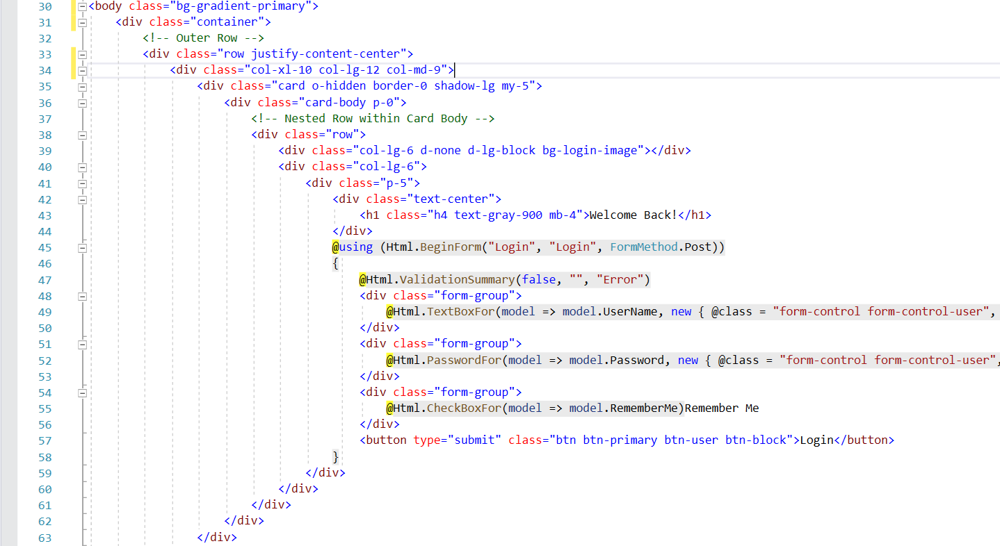 30 <body class="bg-gradient-primary">
31 <div class="container">
32 <!-- Outer Row -->
33 <div class="row justify-content-center">
34 <div class="col-xl-10 col-lg-12 col-md-9">
35 <div class="card o-hidden border-0 shadow-lg my-5">
36 <div class="card-body p-0">
37 <!-- Nested Row within Card Body -->
38 <div class="row">
39 <div class="col-lg-6 d-none d-lg-block bg-login-image"></div>
40 <div class="col-lg-6">
41 <div class="p-5">
42 <div class="text-center">
43 <h1 class="h4 text-gray-900 mb-4">Welcome Back!</h1>
44 </div>
45 @using (Html.BeginForm("Login", "Login", FormMethod.Post))
46 {
47 @Html.ValidationSummary(false, "", "Error")
48 <div class="form-group">
49 @Html.TextBoxFor(model => model.UserName, new { @class = "form-control form-control-user",
50 </div>
51 <div class="form-group">
52 @Html.PasswordFor(model => model.Password, new { @class = "form-control form-control-user",
53 </div>
54 <div class="form-group">
55 @Html.CheckBoxFor(model => model.RememberMe)Remember Me
56 </div>
57 <button type="submit" class="btn btn-primary btn-user btn-block">Login</button>
58 }
59 </div>
60 </div>
61 </div>
62 </div>
63 </div>